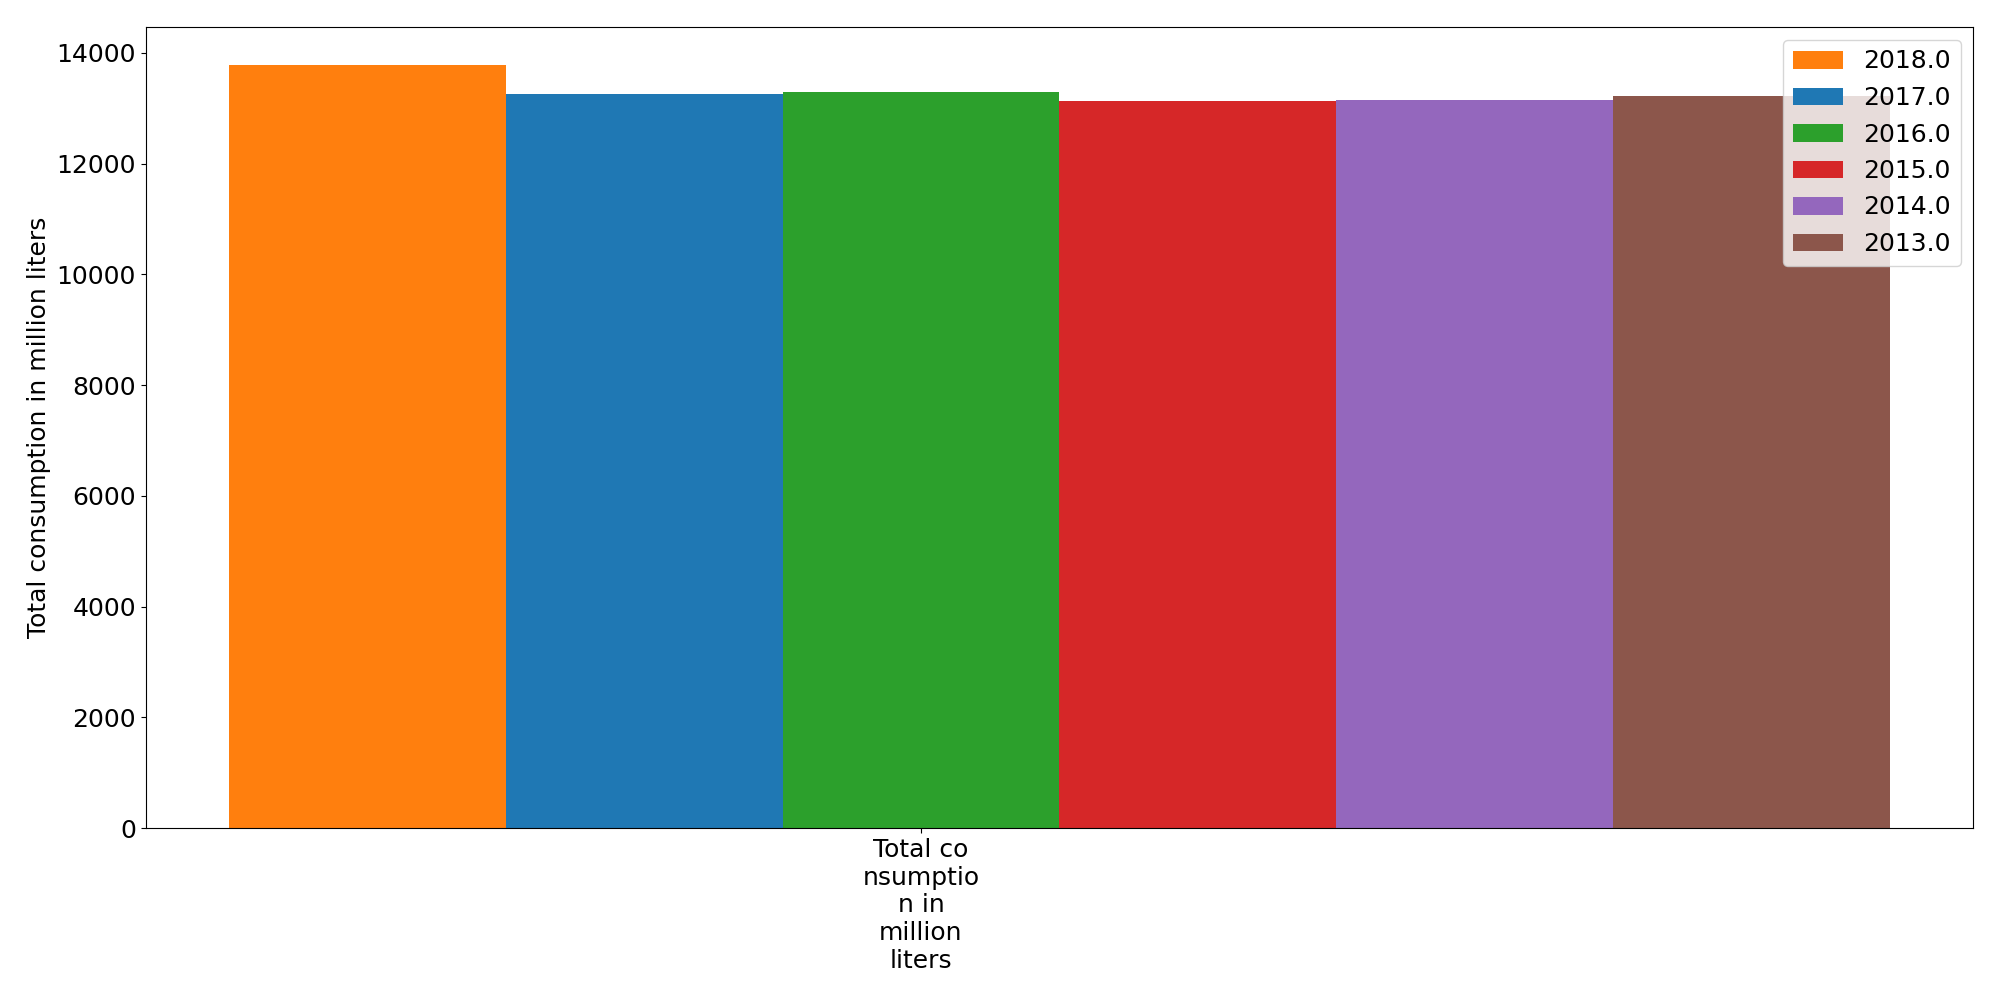 14000
12000
10000
8000
6000
4000
2000
0
Total consumption in million liters
2018.0
2017.0
2016.0
2015.0
2014.0
2013.0
Total co
nsumptio
n in
million
liters